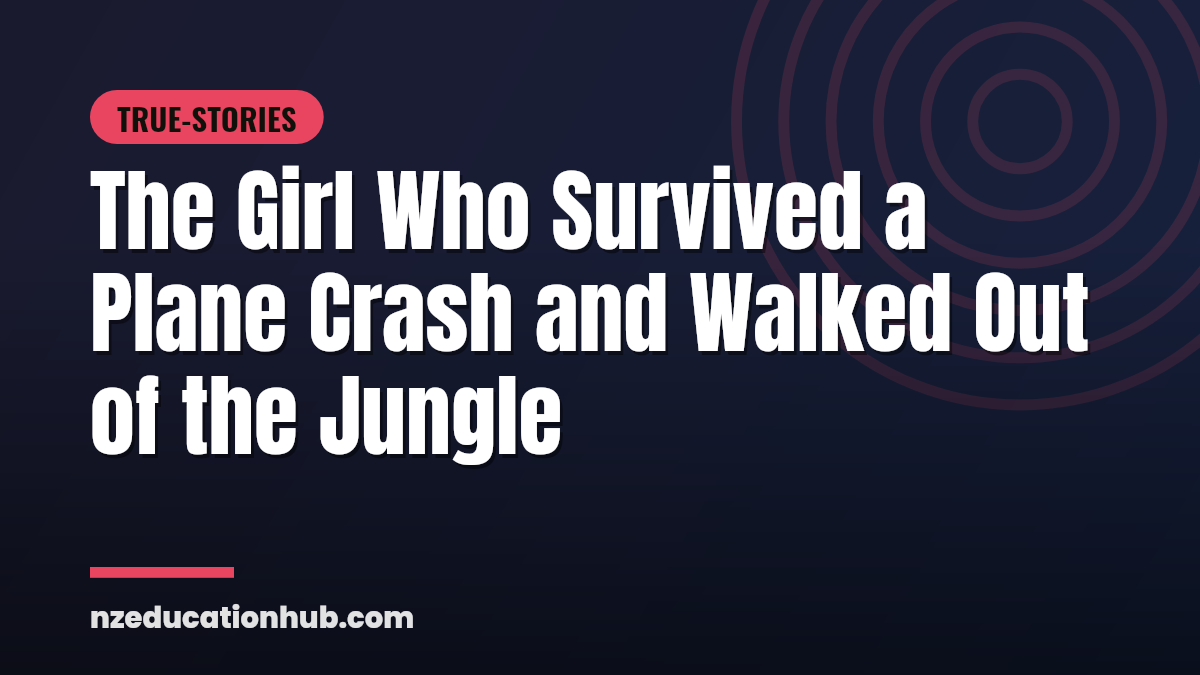 TRUE-STORIES
The Girl Who Survived a
Plane Crash and Walked Out
of the Jungle
nzeducationhub.com